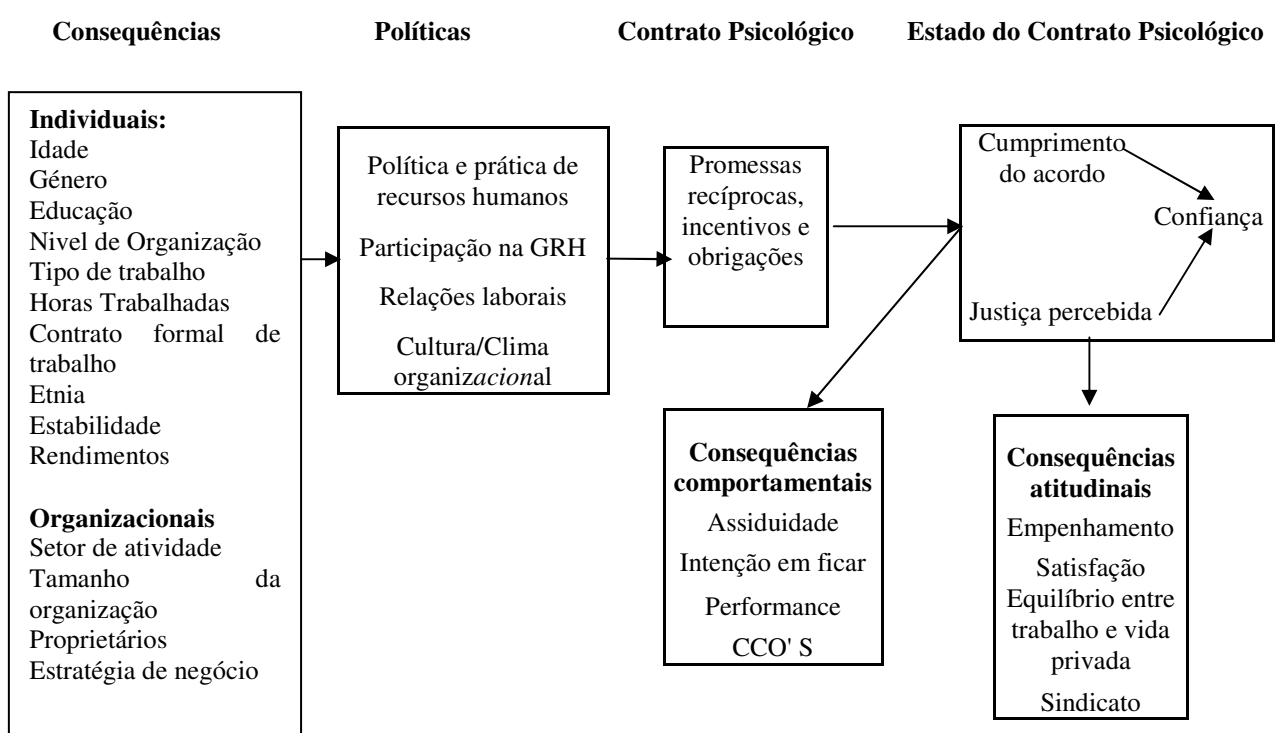 Consequências
Políticas
Contrato Psicológico
Estado do Contrato Psicológico
Individuais:
Idade
Género
Educação
Nivel de Organização
Tipo de trabalho
Horas Trabalhadas
Contrato formal de
trabalho
Etnia
Estabilidade
Rendimentos
Organizacionais
Setor de atividade
Tamanho da
organização
Proprietários
Estratégia de negócio
Política e prática de
recursos humanos
Participação na GRH
Relações laborais
Cultura/Clima
organizacional
Promessas
recíprocas,
incentivos e
obrigações
Cumprimento
do acordo
Confiança
Justiça percebida
Consequências
comportamentais
Assiduidade
Intenção em ficar
Performance
CCO' S
Consequências
atitudinais
Empenhamento
Satisfação
Equilíbrio entre
trabalho e vida
privada
Sindicato